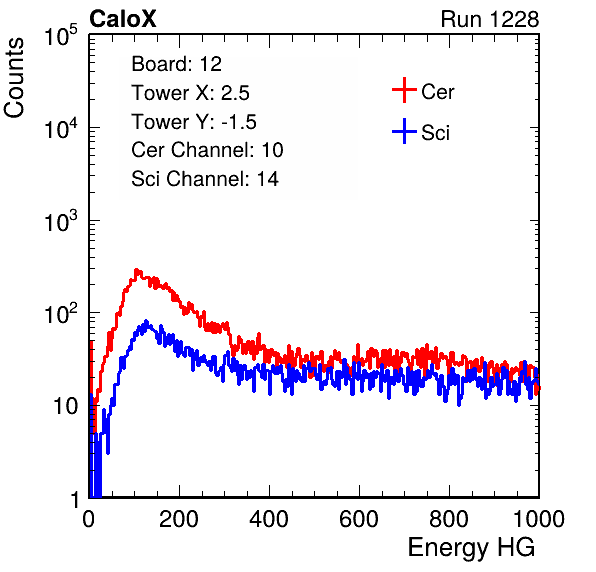 CaloX Run 1228
10^5
Counts
Board: 12
Tower X: 2.5
Tower Y: -1.5
Cer Channel: 10
Sci Channel: 14
Cer
Sci
10^4
10^3
10^2
10
1
0 200 400 600 800 1000
Energy HG